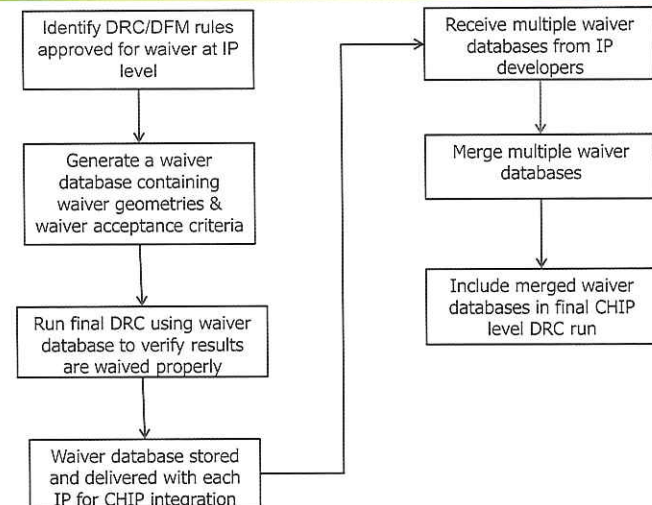 Identify DRC/DFM rules
approved for waiver at IP
level
Generate a waiver
database containing
waiver geometries &
waiver acceptance criteria
Run final DRC using waiver
database to verify results
are waived properly
Waiver database stored
and delivered with each
IP for CHIP integration
Receive multiple waiver
databases from IP
developers
Merge multiple waiver
databases
Include merged waiver
databases in final CHIP
level DRC run